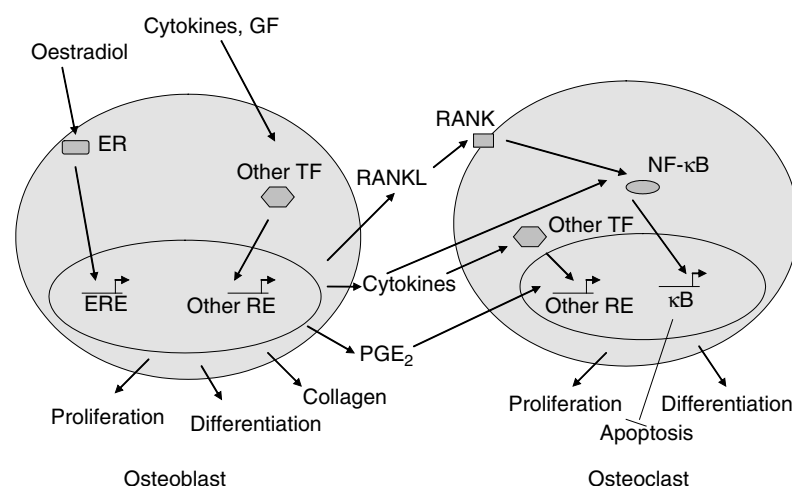 Cytokines, GF
Oestradiol
ER
Other TF
ERE
Other RE
RANKL
Cytokines
PGE2
Proliferation
Differentiation
Collagen
Osteoblast
RANK
NF-κB
Other TF
Other RE
κB
Proliferation
Differentiation
Apoptosis
Osteoclast